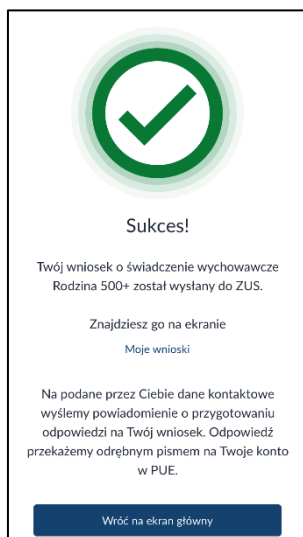 Sukces!
Twój wniosek o świadczenie wychowawcze
Rodzina 500+ został wysłany do ZUS.
Znajdziesz go na ekranie
Moje wnioski
Na podane przez Ciebie dane kontaktowe
wyślemy powiadomienie o przygotowaniu
odpowiedzi na Twój wniosek. Odpowiedź
przekażemy odrębnym pismem na Twoje konto
w PUE.
Wróć na ekran główny